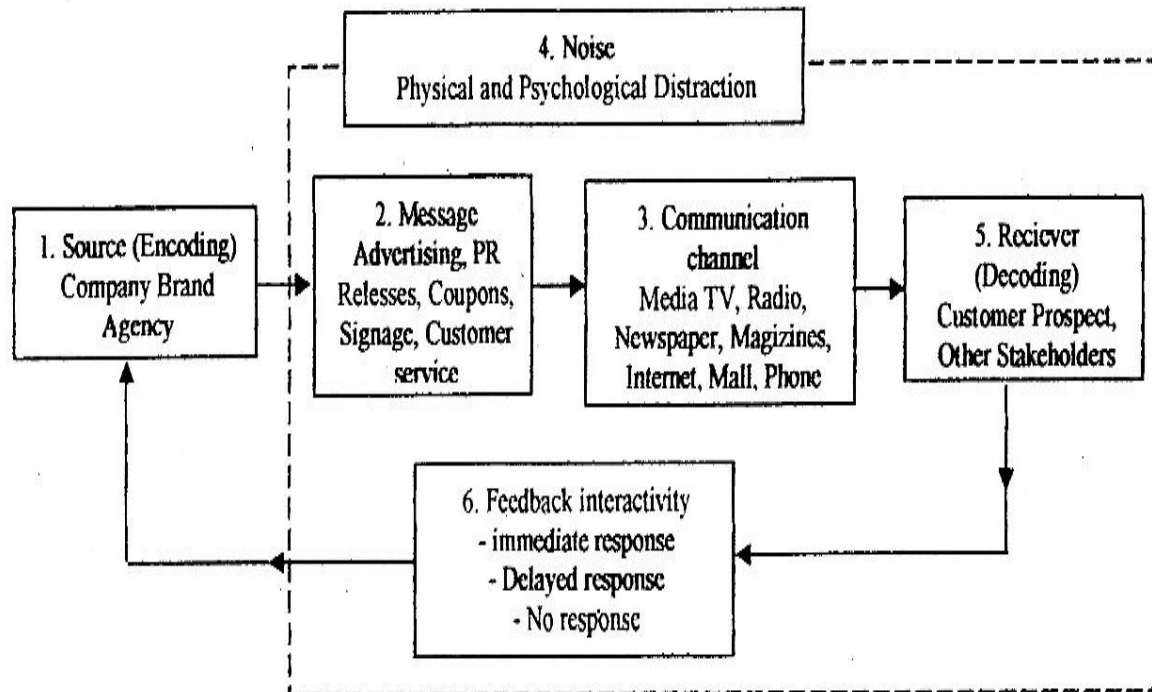 4. Noise
Physical and Psychological Distraction
1. Source (Encoding)
Company Brand
Agency
2. Message
Advertising, PR
Relesses, Coupons,
Signage, Customer
service
3. Communication
channel
Media TV, Radio,
Newspaper, Magizines,
Internet, Mall, Phone
5. Reciever
(Decoding)
Customer Prospect,
Other Stakeholders
6. Feedback interactivity
- immediate response
- Delayed response
- No response